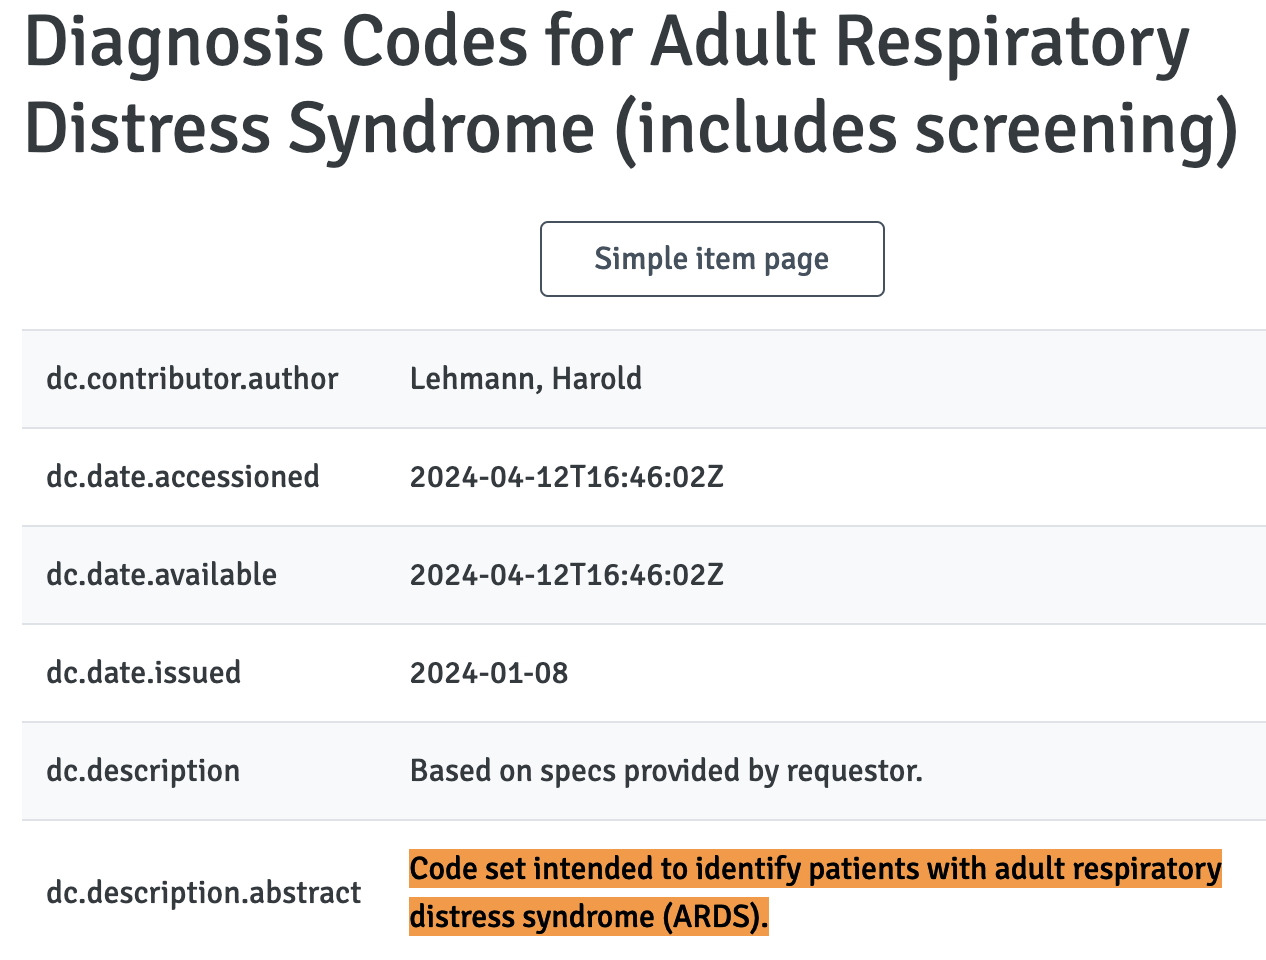 Diagnosis Codes for Adult Respiratory
Distress Syndrome (includes screening)
Simple item page
dc.contributor.author Lehmann, Harold
dc.date.accessioned 2024-04-12T16:46:02Z
dc.date.available 2024-04-12T16:46:02Z
dc.date.issued 2024-01-08
dc.description Based on specs provided by requestor.
dc.description.abstract Code set intended to identify patients with adult respiratory
distress syndrome (ARDS).